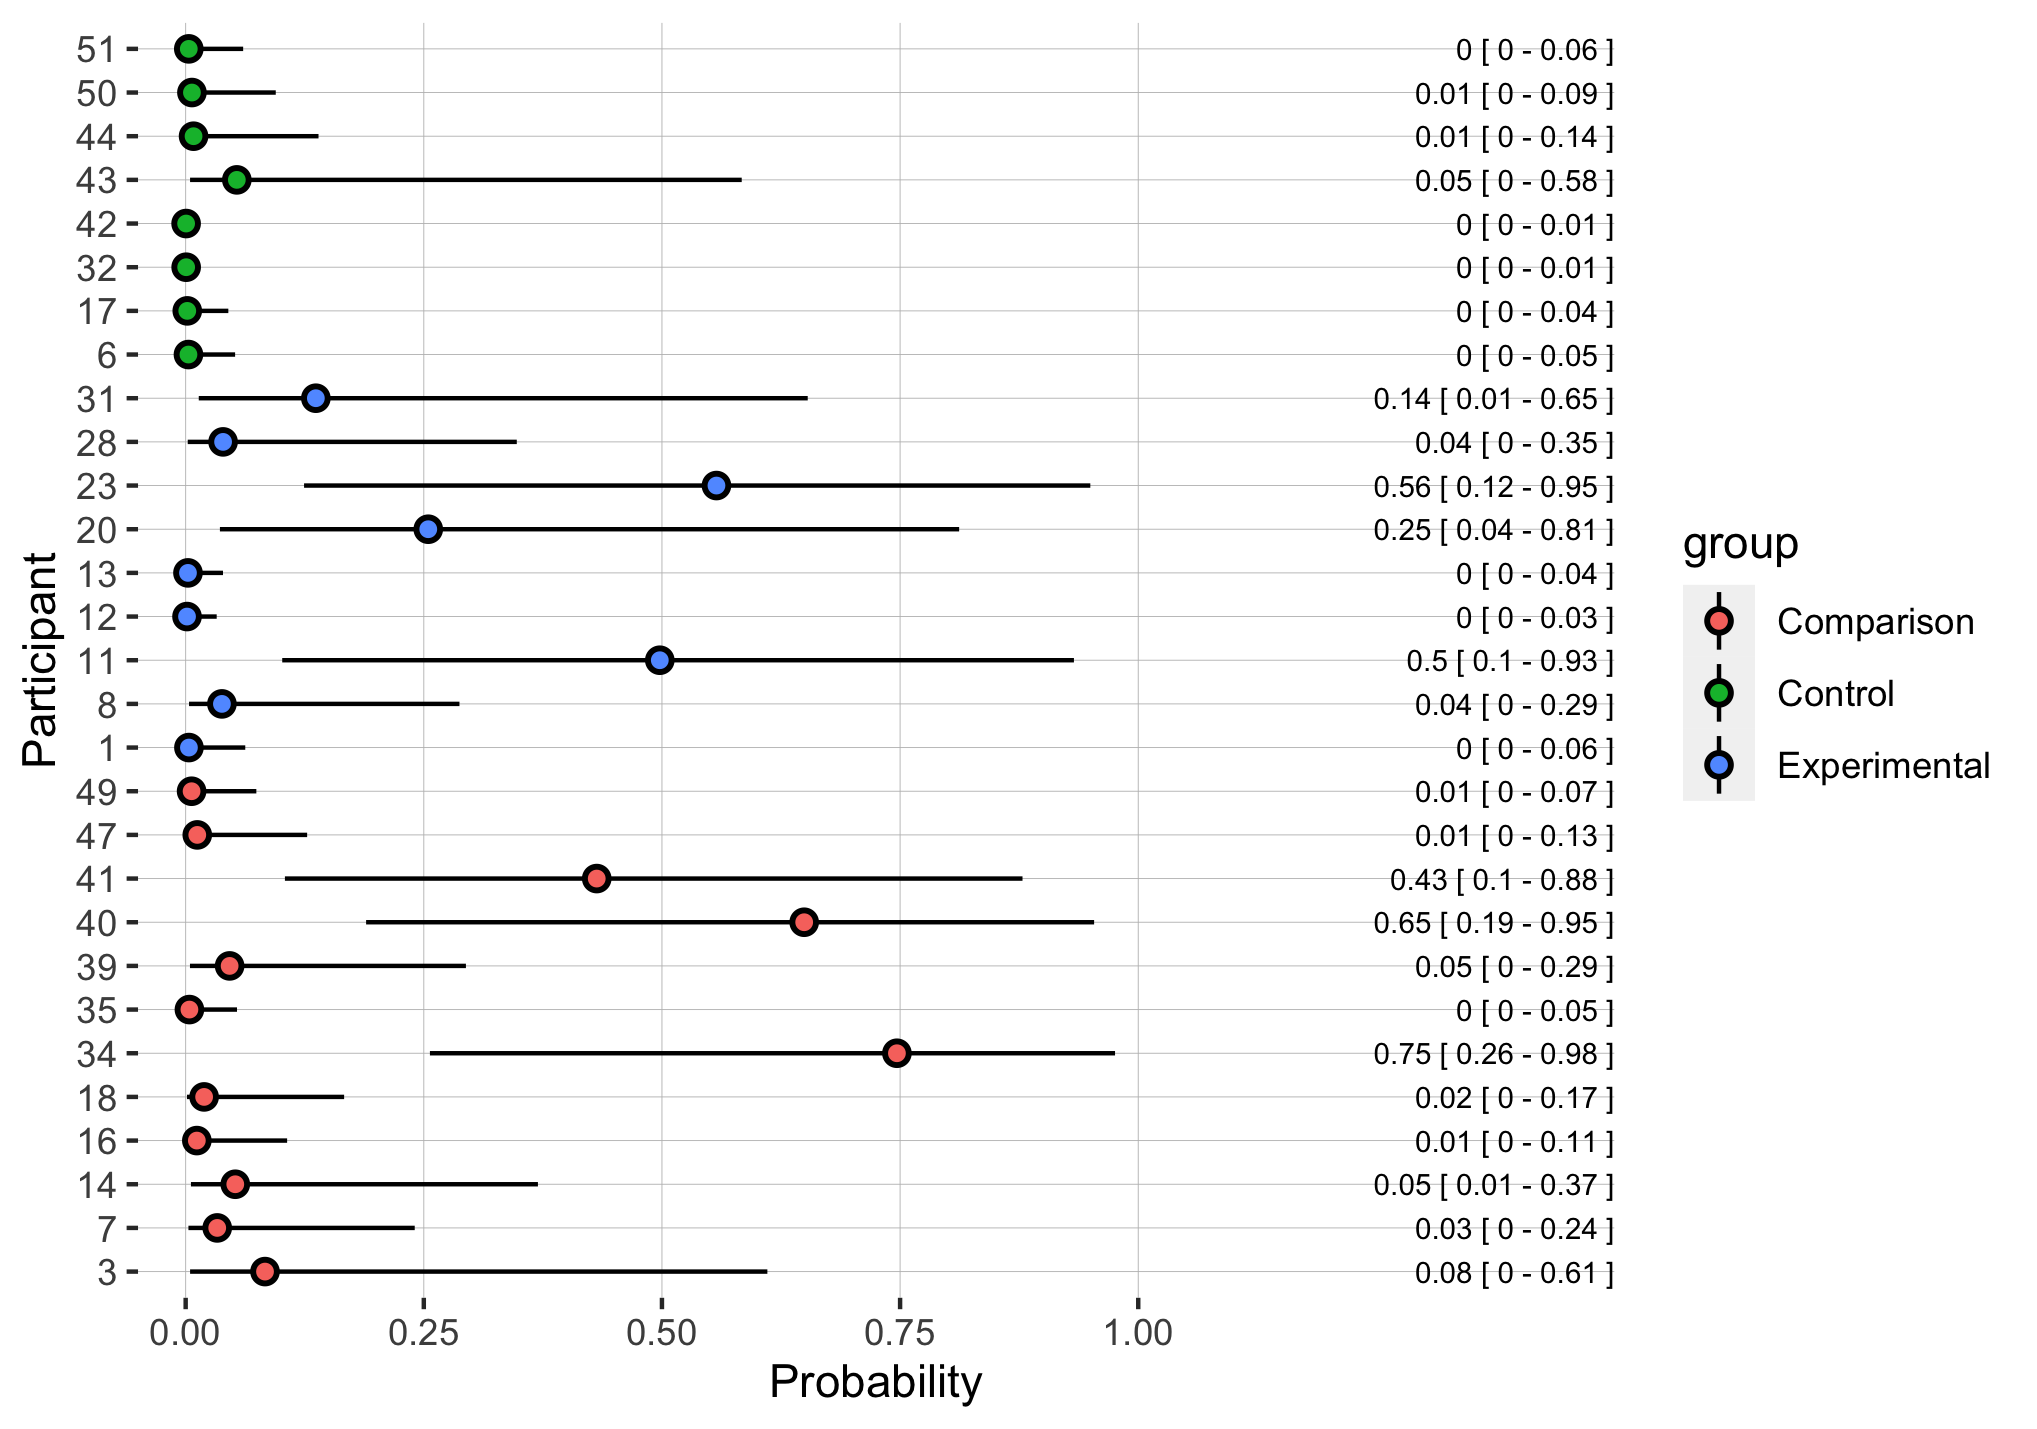 51 0 [ 0 - 0.06 ]
50 0.01 [ 0 - 0.09 ]
44 0.01 [ 0 - 0.14 ]
43 0.05 [ 0 - 0.58 ]
42 0 [ 0 - 0.01 ]
32 0 [ 0 - 0.01 ]
17 0 [ 0 - 0.04 ]
6 0 [ 0 - 0.05 ]
31 0.14 [ 0.01 - 0.65 ]
28 0.04 [ 0 - 0.35 ]
23 0.56 [ 0.12 - 0.95 ]
20 0.25 [ 0.04 - 0.81 ]
13 0 [ 0 - 0.04 ]
12 0 [ 0 - 0.03 ]
11 0.5 [ 0.1 - 0.93 ]
8 0.04 [ 0 - 0.29 ]
1 0 [ 0 - 0.06 ]
49 0.01 [ 0 - 0.07 ]
47 0.01 [ 0 - 0.13 ]
41 0.43 [ 0.1 - 0.88 ]
40 0.65 [ 0.19 - 0.95 ]
39 0.05 [ 0 - 0.29 ]
35 0 [ 0 - 0.05 ]
34 0.75 [ 0.26 - 0.98 ]
18 0.02 [ 0 - 0.17 ]
16 0.01 [ 0 - 0.11 ]
14 0.05 [ 0.01 - 0.37 ]
7 0.03 [ 0 - 0.24 ]
3 0.08 [ 0 - 0.61 ]
0.00 0.25 0.50 0.75 1.00
Probability
Participant
group
Comparison
Control
Experimental